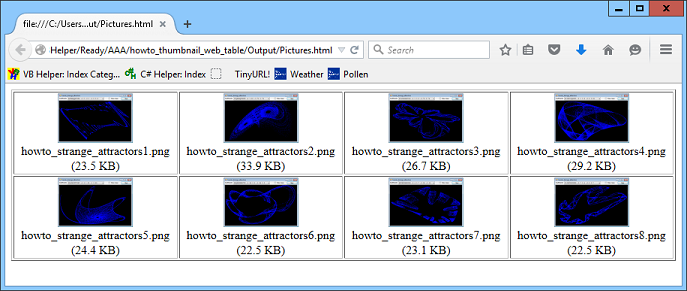 file:///C:/Users...ut/Pictures.html
Helper/Ready/AAA/howto_thumbnail_web_table/Output/Pictures.html
Search
VB Helper: Index Categ... C# Helper: Index TinyURL! Weather Pollen
howto_strange_attractors1.png howto_strange_attractors2.png howto_strange_attractors3.png howto_strange_attractors4.png
(23.5 KB) (33.9 KB) (26.7 KB) (29.2 KB)
howto_strange_attractors5.png howto_strange_attractors6.png howto_strange_attractors7.png howto_strange_attractors8.png
(24.4 KB) (22.5 KB) (23.1 KB) (22.5 KB)